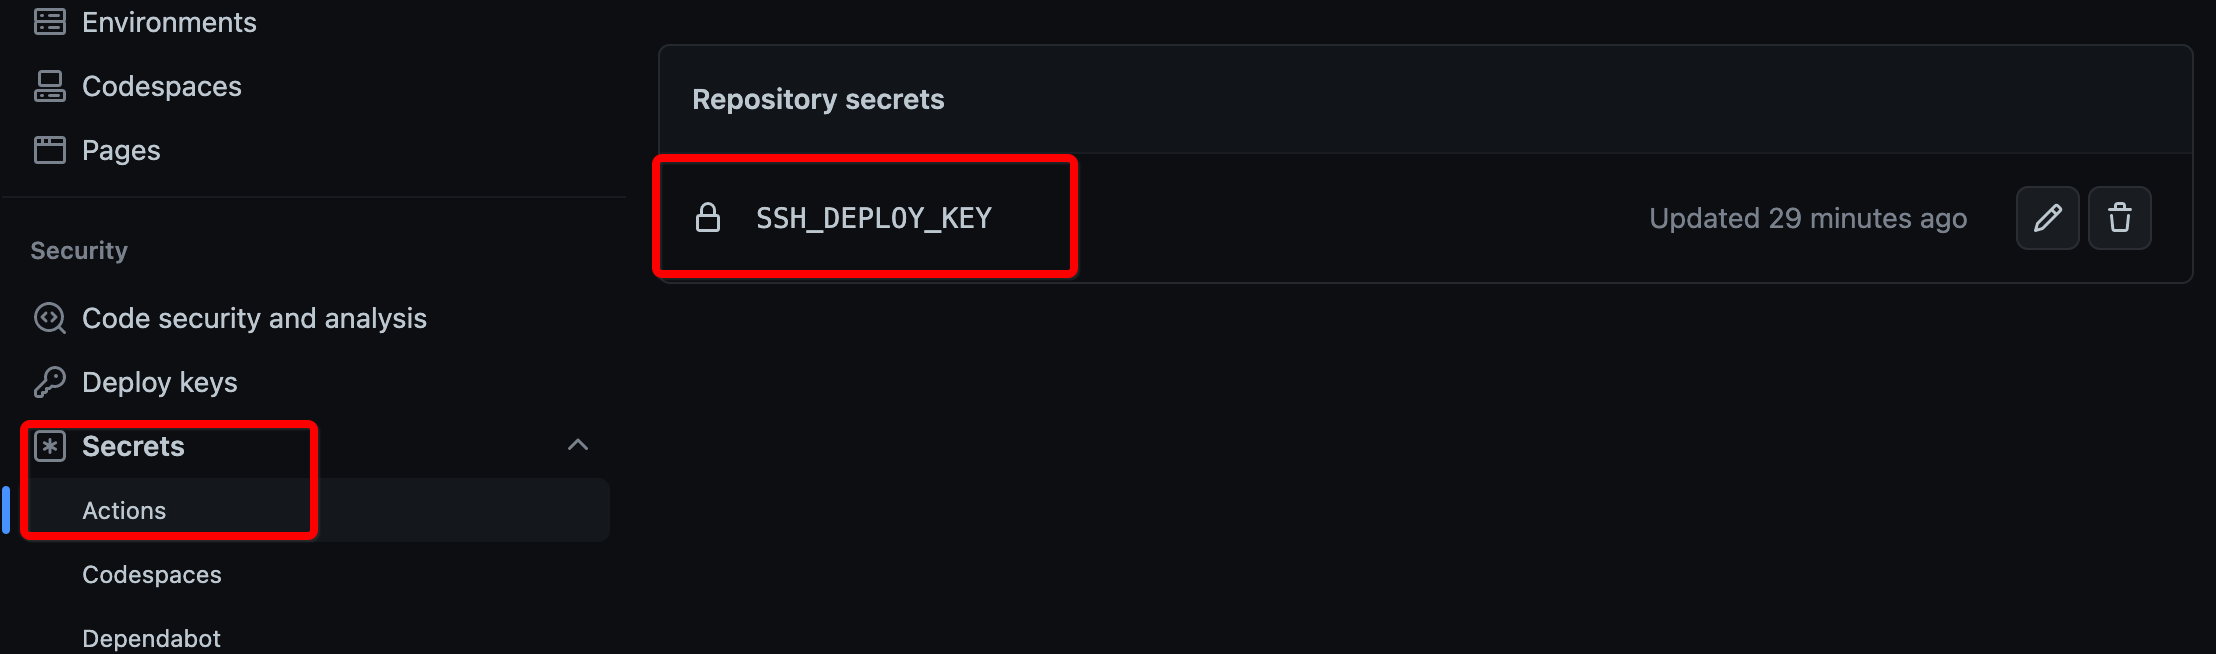 Environments
Codespaces
Pages
Security
Code security and analysis
Deploy keys
Secrets
Actions
Codespaces
Dependabot
Repository secrets
SSH_DEPLOY_KEY
Updated 29 minutes ago